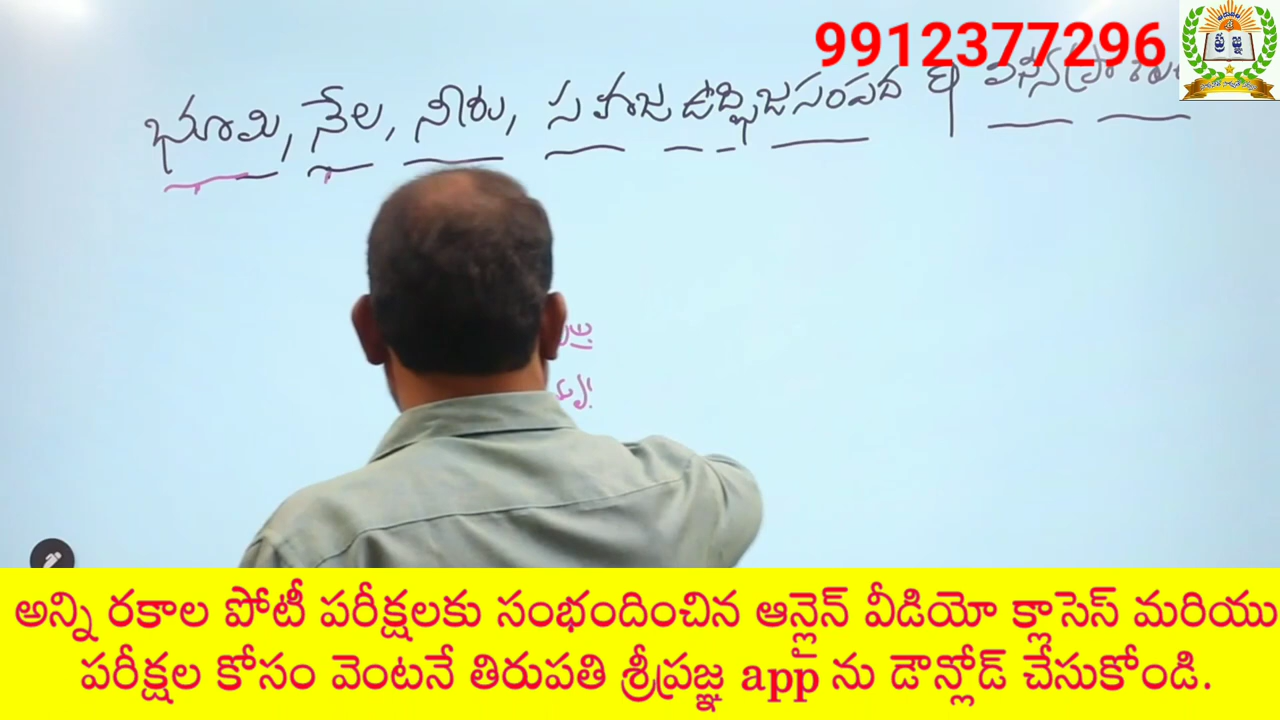 9912377296
భూమి, నేల, నీరు, సహజ ఉద్భిజసంపద &
అన్ని రకాల పోటీ పరీక్షలకు సంభందించిన ఆన్లైన్ వీడియో క్లాసెస్ మరియు
పరీక్షల కోసం వెంటనే తిరుపతి శ్రీప్రజ్ఞ app ను డౌన్లోడ్ చేసుకోండి.